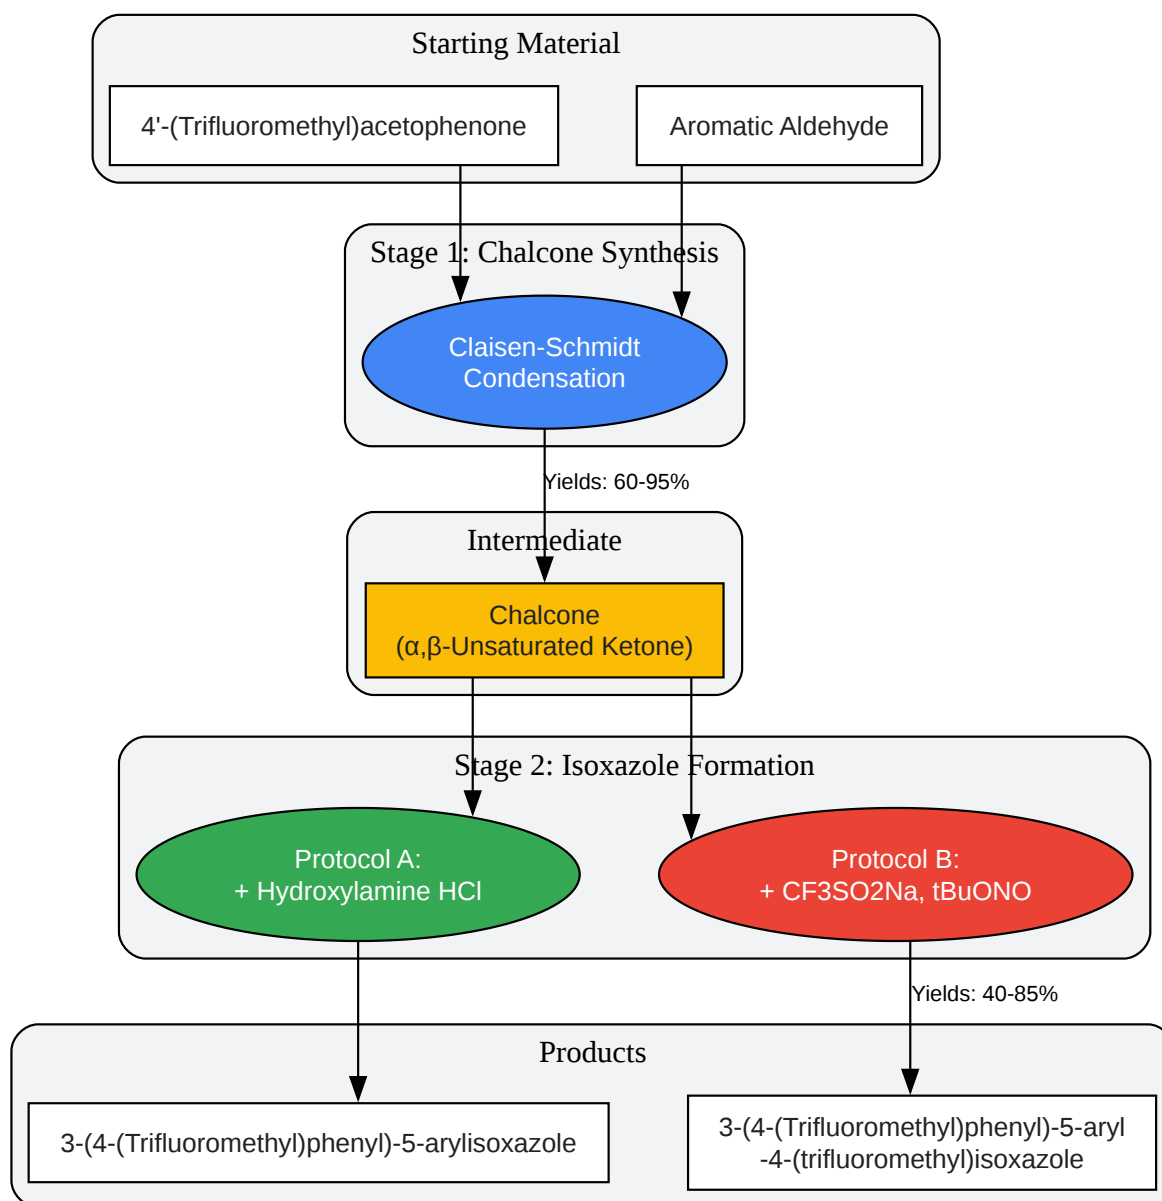 Starting Material
4'-(Trifluoromethyl)acetophenone
Aromatic Aldehyde
Stage 1: Chalcone Synthesis
Claisen-Schmidt
Condensation
Yields: 60-95%
Intermediate
Chalcone
(α,β-Unsaturated Ketone)
Stage 2: Isoxazole Formation
Protocol A:
+ Hydroxylamine HCl
Protocol B:
+ CF3SO2Na, tBuONO
Yields: 40-85%
Products
3-(4-(Trifluoromethyl)phenyl)-5-arylisoxazole
3-(4-(Trifluoromethyl)phenyl)-5-aryl
-4-(trifluoromethyl)isoxazole